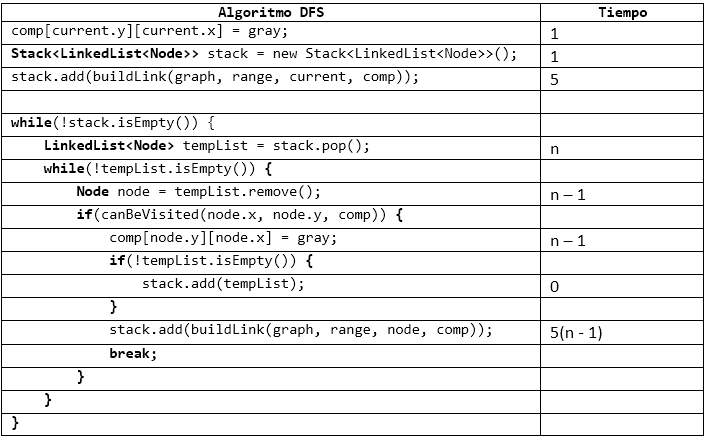 Algoritmo DFS Tiempo
comp[current.y][current.x] = gray; 1
Stack<LinkedList<Node>> stack = new Stack<LinkedList<Node>>(); 1
stack.add(buildLink(graph, range, current, comp)); 5
while(!stack.isEmpty()) {
LinkedList<Node> tempList = stack.pop(); n
while(!tempList.isEmpty()) {
Node node = tempList.remove(); n – 1
if(canBeVisited(node.x, node.y, comp)) {
comp[node.y][node.x] = gray; n – 1
if(!tempList.isEmpty()) {
stack.add(tempList); 0
}
stack.add(buildLink(graph, range, node, comp)); 5(n - 1)
break;
}
}
}